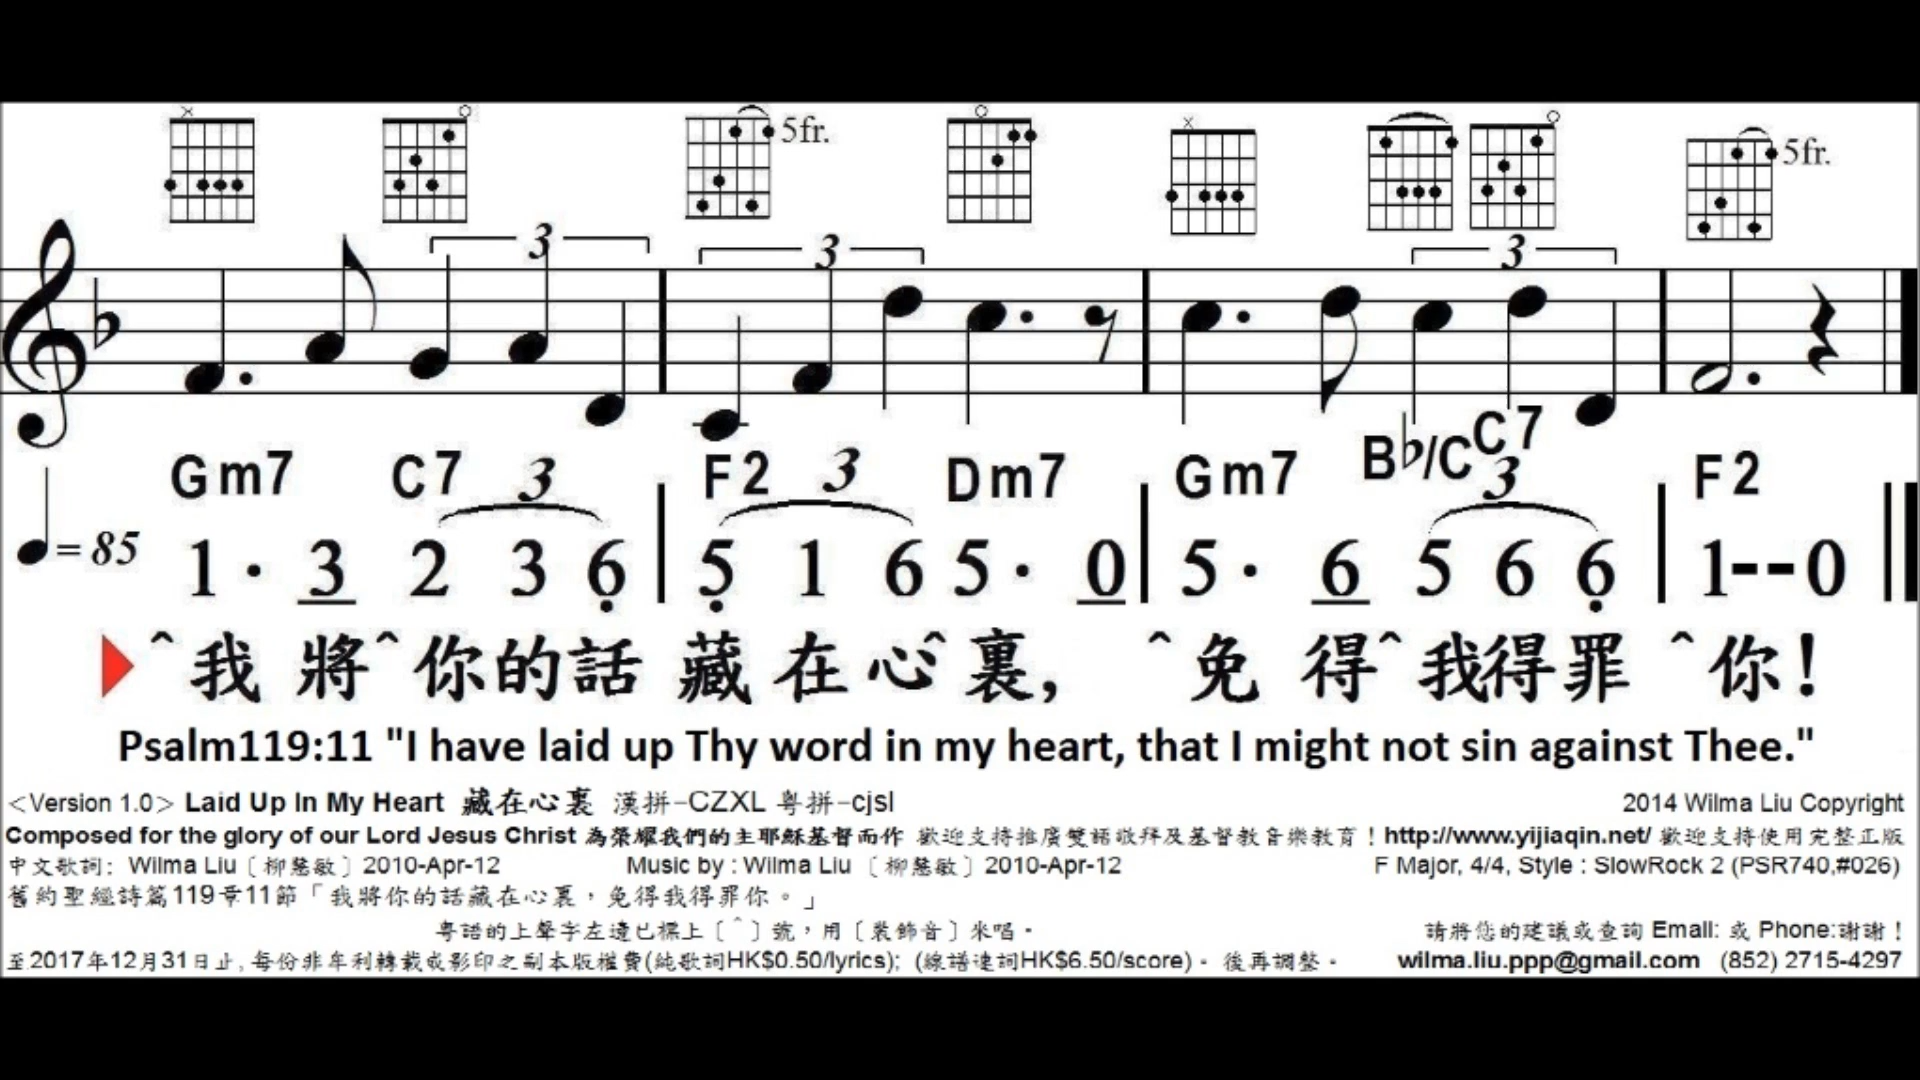 5fr. 5fr.
3 3 3
Gm7 C7 F2 Dm7 Gm7 B♭/C C7 F2
3 3 3
♩= 85 1 · 3 2 3 6 | 5 1 6 5 · 0 | 5 · 6 5 6 6 | 1--0 ‖
ˆ我 將ˆ你的話 藏在心ˆ裏, ˆ免 得ˆ我得罪 ˆ你!
Psalm119:11 "I have laid up Thy word in my heart, that I might not sin against Thee."
<Version 1.0> Laid Up In My Heart 藏在心裏 漢拼-CZXL 粵拼-cjsl 2014 Wilma Liu Copyright
Composed for the glory of our Lord Jesus Christ 為榮耀我們的主耶穌基督而作 歡迎支持推廣雙語敬拜及基督教音樂教育!http://www.yijiaqin.net/ 歡迎支持使用完整正版
中文歌詞: Wilma Liu〔柳慧敏〕2010-Apr-12 Music by : Wilma Liu 〔柳慧敏〕2010-Apr-12 F Major, 4/4, Style : SlowRock 2 (PSR740,#026)
舊約聖經詩篇119章11節「我將你的話藏在心裏,免得我得罪你。」
粵語的上聲字左邊已標上〔ˆ〕號,用〔裝飾音〕來唱。 請將您的建議或查詢 Email: 或 Phone:謝謝!
至2017年12月31日止,每份非牟利轉載或影印之副本版權費(純歌詞HK$0.50/lyrics); (線譜連詞HK$6.50/score)。後再調整。 wilma.liu.ppp@gmail.com (852) 2715-4297